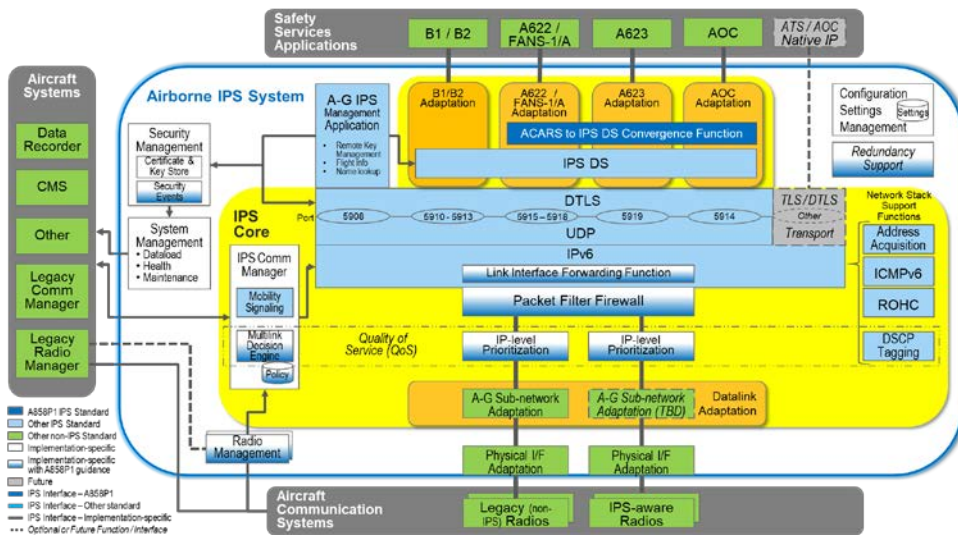 Safety
Services
Applications
B1 / B2
A622 /
FANS-1/A
A623
AOC
ATS / AOC
Native IP
Aircraft
Systems
Data
Recorder
CMS
Other
Legacy
Comm
Manager
Legacy
Radio
Manager
Airborne IPS System
Security
Management
Certificate &
Key Store
Security
Events
System
Management
• Dataload
• Health
• Maintenance
A-G IPS
Management
Application
• Remote Key
Management
• Flight Info
• Name lookup
B1/B2
Adaptation
A622 /
FANS-1/A
Adaptation
A623
Adaptation
AOC
Adaptation
ACARS to IPS DS Convergence Function
IPS DS
Configuration
Settings
Management
Settings
Redundancy
Support
IPS
Core
DTLS
Port
5908
5910 - 5913
5915 – 5918
5919
5914
UDP
TLS / DTLS
Other
Transport
IPv6
Link Interface Forwarding Function
Packet Filter Firewall
Network Stack
Support
Functions
Address
Acquisition
ICMPv6
ROHC
DSCP
Tagging
IPS Comm
Manager
Mobility
Signaling
Multilink
Decision
Engine
Policy
Quality of
Service (QoS)
IP-level
Prioritization
IP-level
Prioritization
A-G Sub-network
Adaptation
A-G Sub-network
Adaptation (TBD)
Datalink
Adaptation
Radio
Management
Physical I/F
Adaptation
Physical I/F
Adaptation
Aircraft
Communication
Systems
Legacy (non-
IPS) Radios
IPS-aware
Radios
A858P1 IPS Standard
Other IPS Standard
Other non-IPS Standard
Implementation-specific
Implementation-specific
with A858P1 guidance
Future
IPS Interface – A858P1
IPS Interface – Other standard
IPS Interface – Implementation-specific
Optional or Future Function / Interface